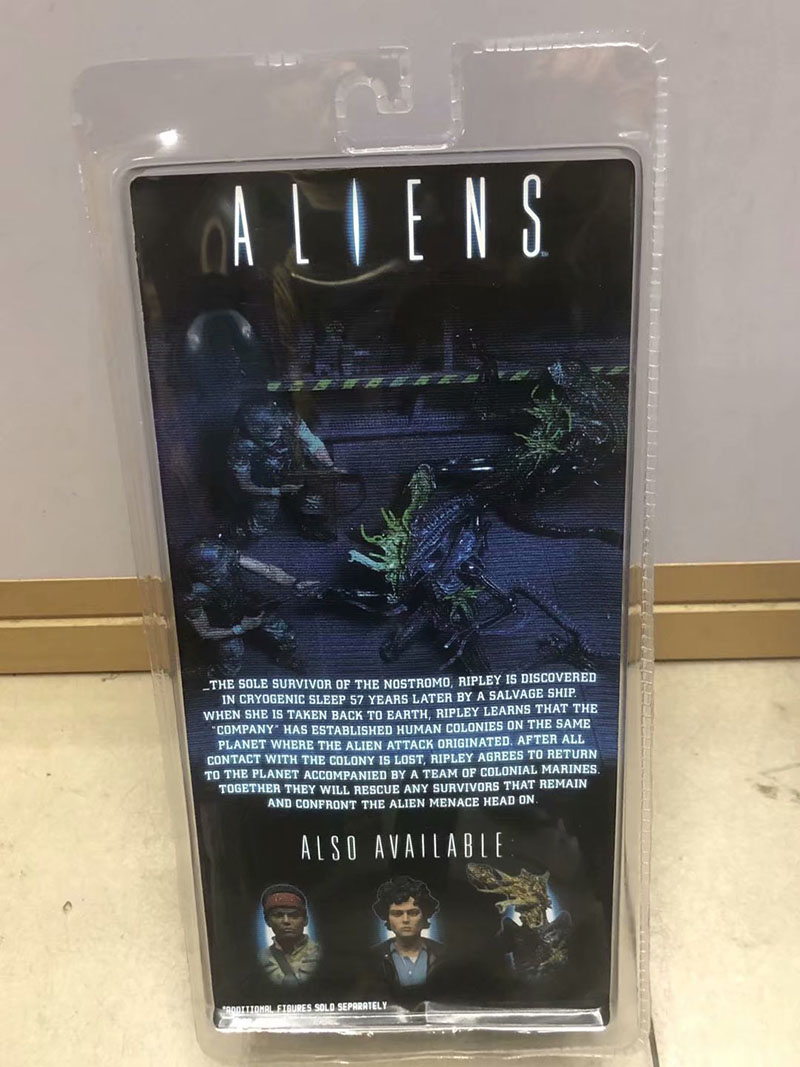 ALIENS
_THE SOLE SURVIVOR OF THE NOSTROMO, RIPLEY IS DISCOVERED
IN CRYOGENIC SLEEP 57 YEARS LATER BY A SALVAGE SHIP.
WHEN SHE IS TAKEN BACK TO EARTH, RIPLEY LEARNS THAT THE
"COMPANY" HAS ESTABLISHED HUMAN COLONIES ON THE SAME
PLANET WHERE THE ALIEN ATTACK ORIGINATED. AFTER ALL
CONTACT WITH THE COLONY IS LOST, RIPLEY AGREES TO RETURN
TO THE PLANET ACCOMPANIED BY A TEAM OF COLONIAL MARINES.
TOGETHER THEY WILL RESCUE ANY SURVIVORS THAT REMAIN
AND CONFRONT THE ALIEN MENACE HEAD ON.
ALSO AVAILABLE:
*ADDITIONAL FIGURES SOLD SEPARATELY